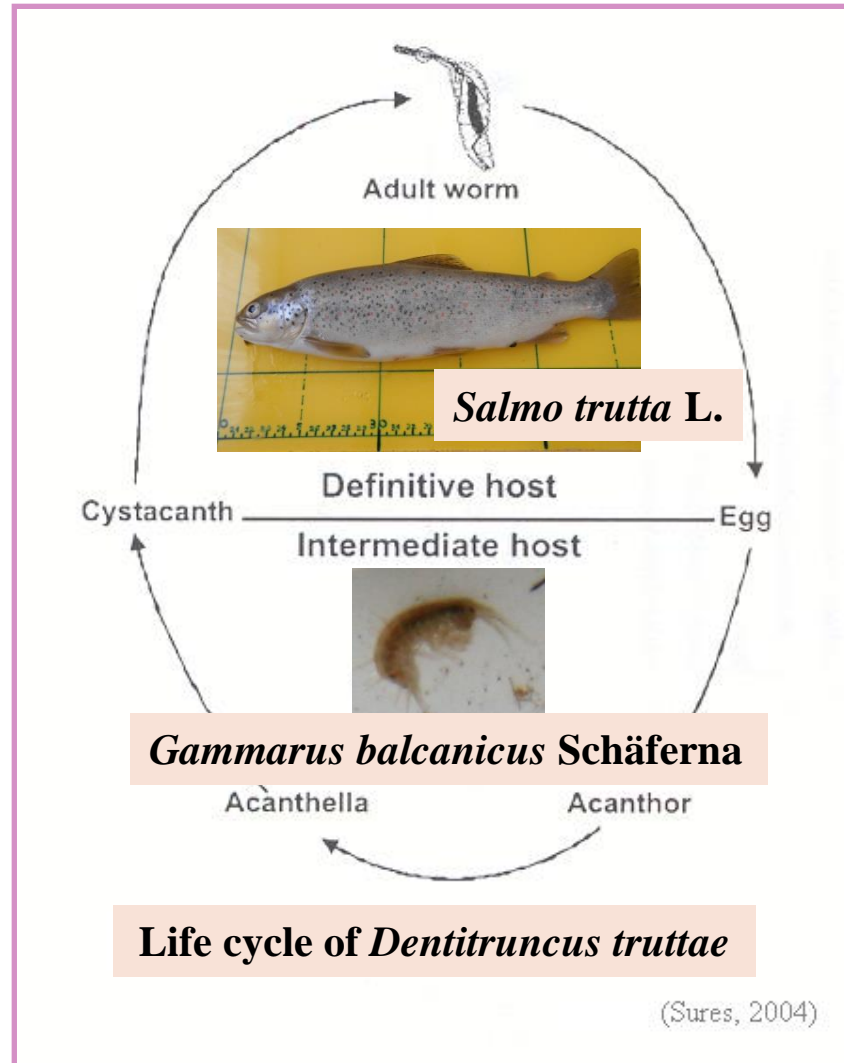 Adult worm
Salmo trutta L.
Definitive host
Cystacanth
Egg
Intermediate host
Gammarus balcanicus Schäferna
Acanthella
Acanthor
Life cycle of Dentitruncus truttae
(Sures, 2004)